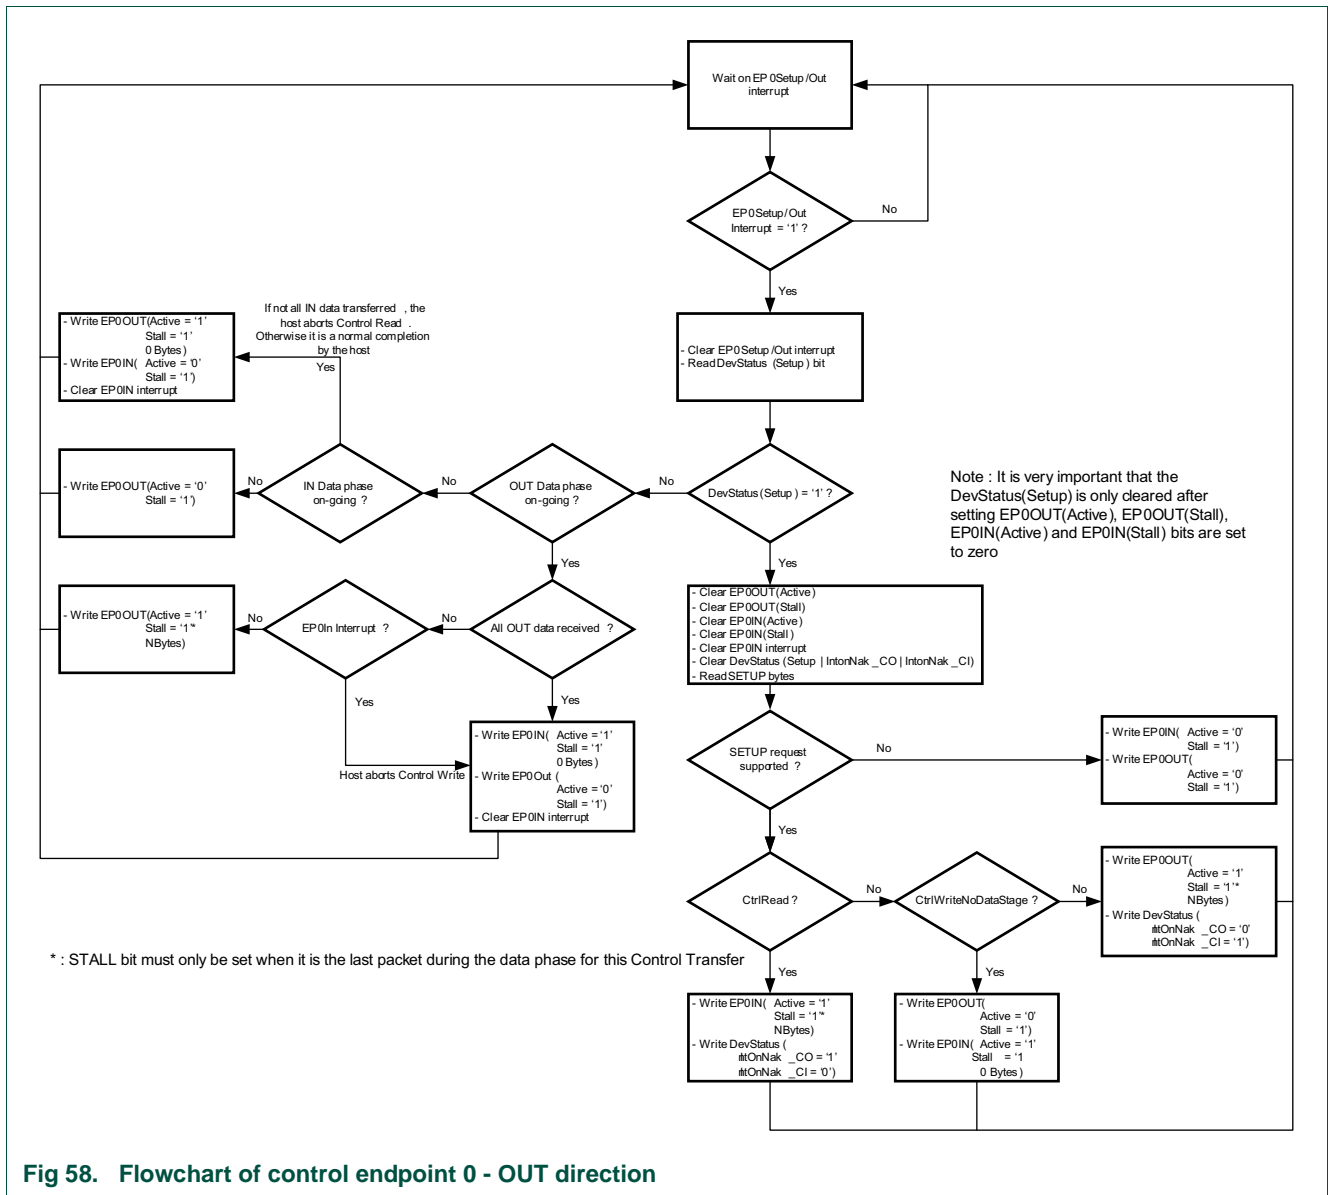 Wait on EP0Setup/Out
interrupt
EP0Setup/Out
Interrupt = '1' ?
No
Yes
- Clear EP0Setup/Out interrupt
- Read DevStatus (Setup) bit
If not all IN data transferred , the
host aborts Control Read .
Otherwise it is a normal completion
by the host
Yes
- Write EP0OUT(Active = '1'
Stall = '1'
0 Bytes)
- Write EP0IN( Active = '0'
Stall = '1')
- Clear EP0IN interrupt
DevStatus(Setup) = '1' ?
No
OUT Data phase
on-going ?
No
IN Data phase
on-going ?
No
- Write EP0OUT(Active = '0'
Stall = '1')
Note : It is very important that the
DevStatus(Setup) is only cleared after
setting EP0OUT(Active), EP0OUT(Stall),
EP0IN(Active) and EP0IN(Stall) bits are set
to zero
Yes
Yes
- Write EP0OUT(Active = '1'
Stall = '1'*
NBytes)
No
EP0In Interrupt ?
No
All OUT data received ?
- Clear EP0OUT(Active)
- Clear EP0OUT(Stall)
- Clear EP0IN(Active)
- Clear EP0IN(Stall)
- Clear EP0IN interrupt
- Clear DevStatus (Setup | IntonNak _CO | IntonNak _CI)
- Read SETUP bytes
Yes
Yes
Host aborts Control Write
- Write EP0IN( Active = '1'
Stall = '1'
0 Bytes)
- Write EP0Out (
Active = '0'
Stall = '1')
- Clear EP0IN interrupt
SETUP request
supported ?
No
- Write EP0IN( Active = '0'
Stall = '1')
- Write EP0OUT(
Active = '0'
Stall = '1')
Yes
CtrlRead ?
No
CtrlWriteNoDataStage ?
No
- Write EP0OUT(
Active = '1'
Stall = '1'*
NBytes)
- Write DevStatus (
IntOnNak _CO = '0'
IntOnNak _CI = '1')
* : STALL bit must only be set when it is the last packet during the data phase for this Control Transfer
Yes
Yes
- Write EP0IN( Active = '1'
Stall = '1'*
NBytes)
- Write DevStatus (
IntOnNak _CO = '1'
IntOnNak _CI = '0')
- Write EP0OUT(
Active = '0'
Stall = '1')
- Write EP0IN( Active = '1'
Stall = '1
0 Bytes)
Fig 58. Flowchart of control endpoint 0 - OUT direction